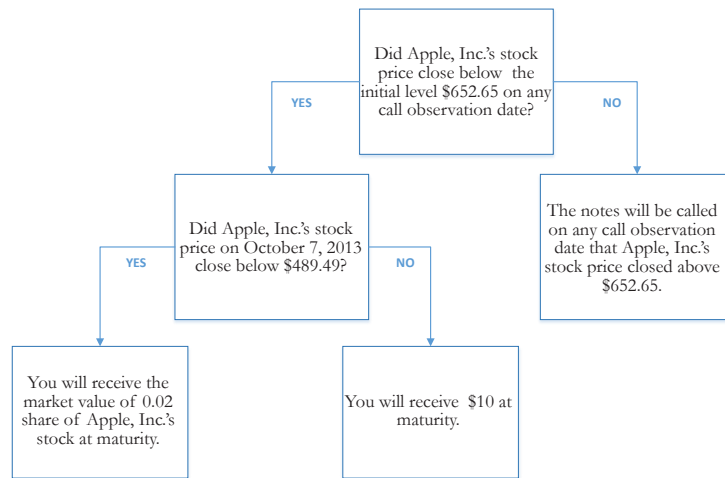 Did Apple, Inc.'s stock
price close below the
initial level $652.65 on any
call observation date?
YES
NO
Did Apple, Inc.'s stock
price on October 7, 2013
close below $489.49?
The notes will be called
on any call observation
date that Apple, Inc.'s
stock price closed above
$652.65.
YES
NO
You will receive the
market value of 0.02
share of Apple, Inc.'s
stock at maturity.
You will receive $10 at
maturity.